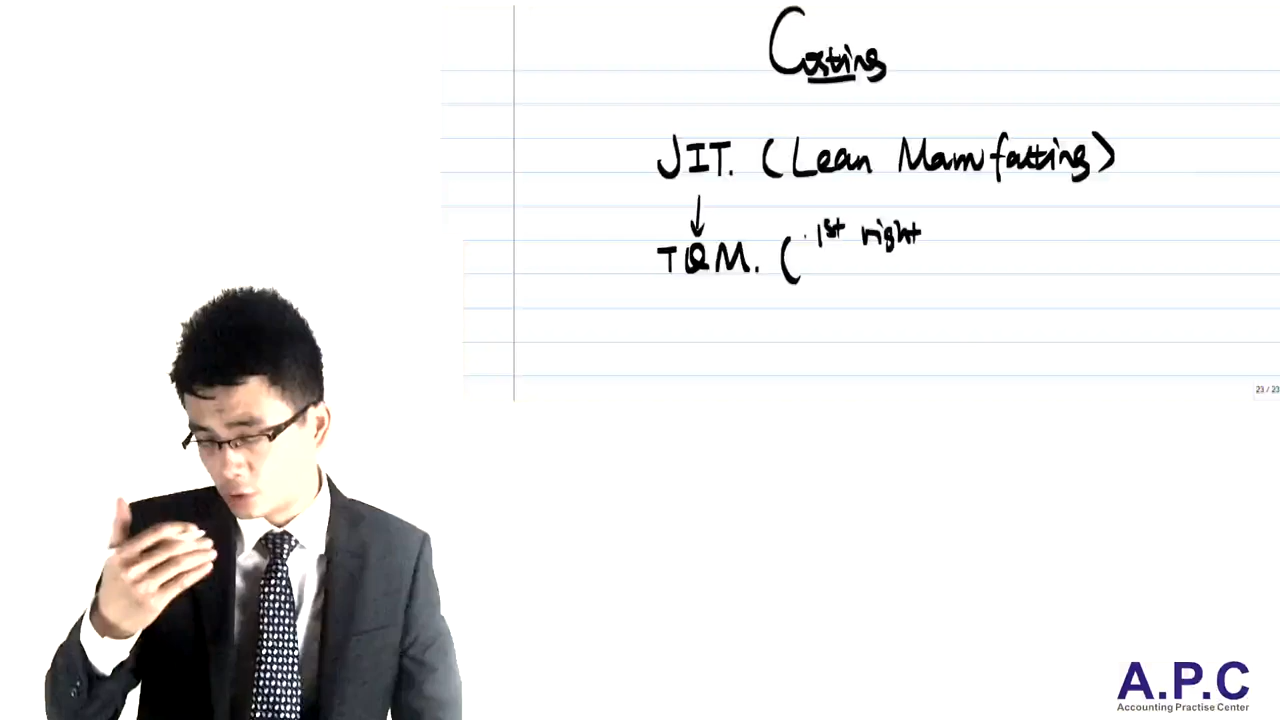 Costing
JIT. (Lean Manufacturing)
TQM. ( 1st right
23 / 23
A.P.C
Accounting Practise Center